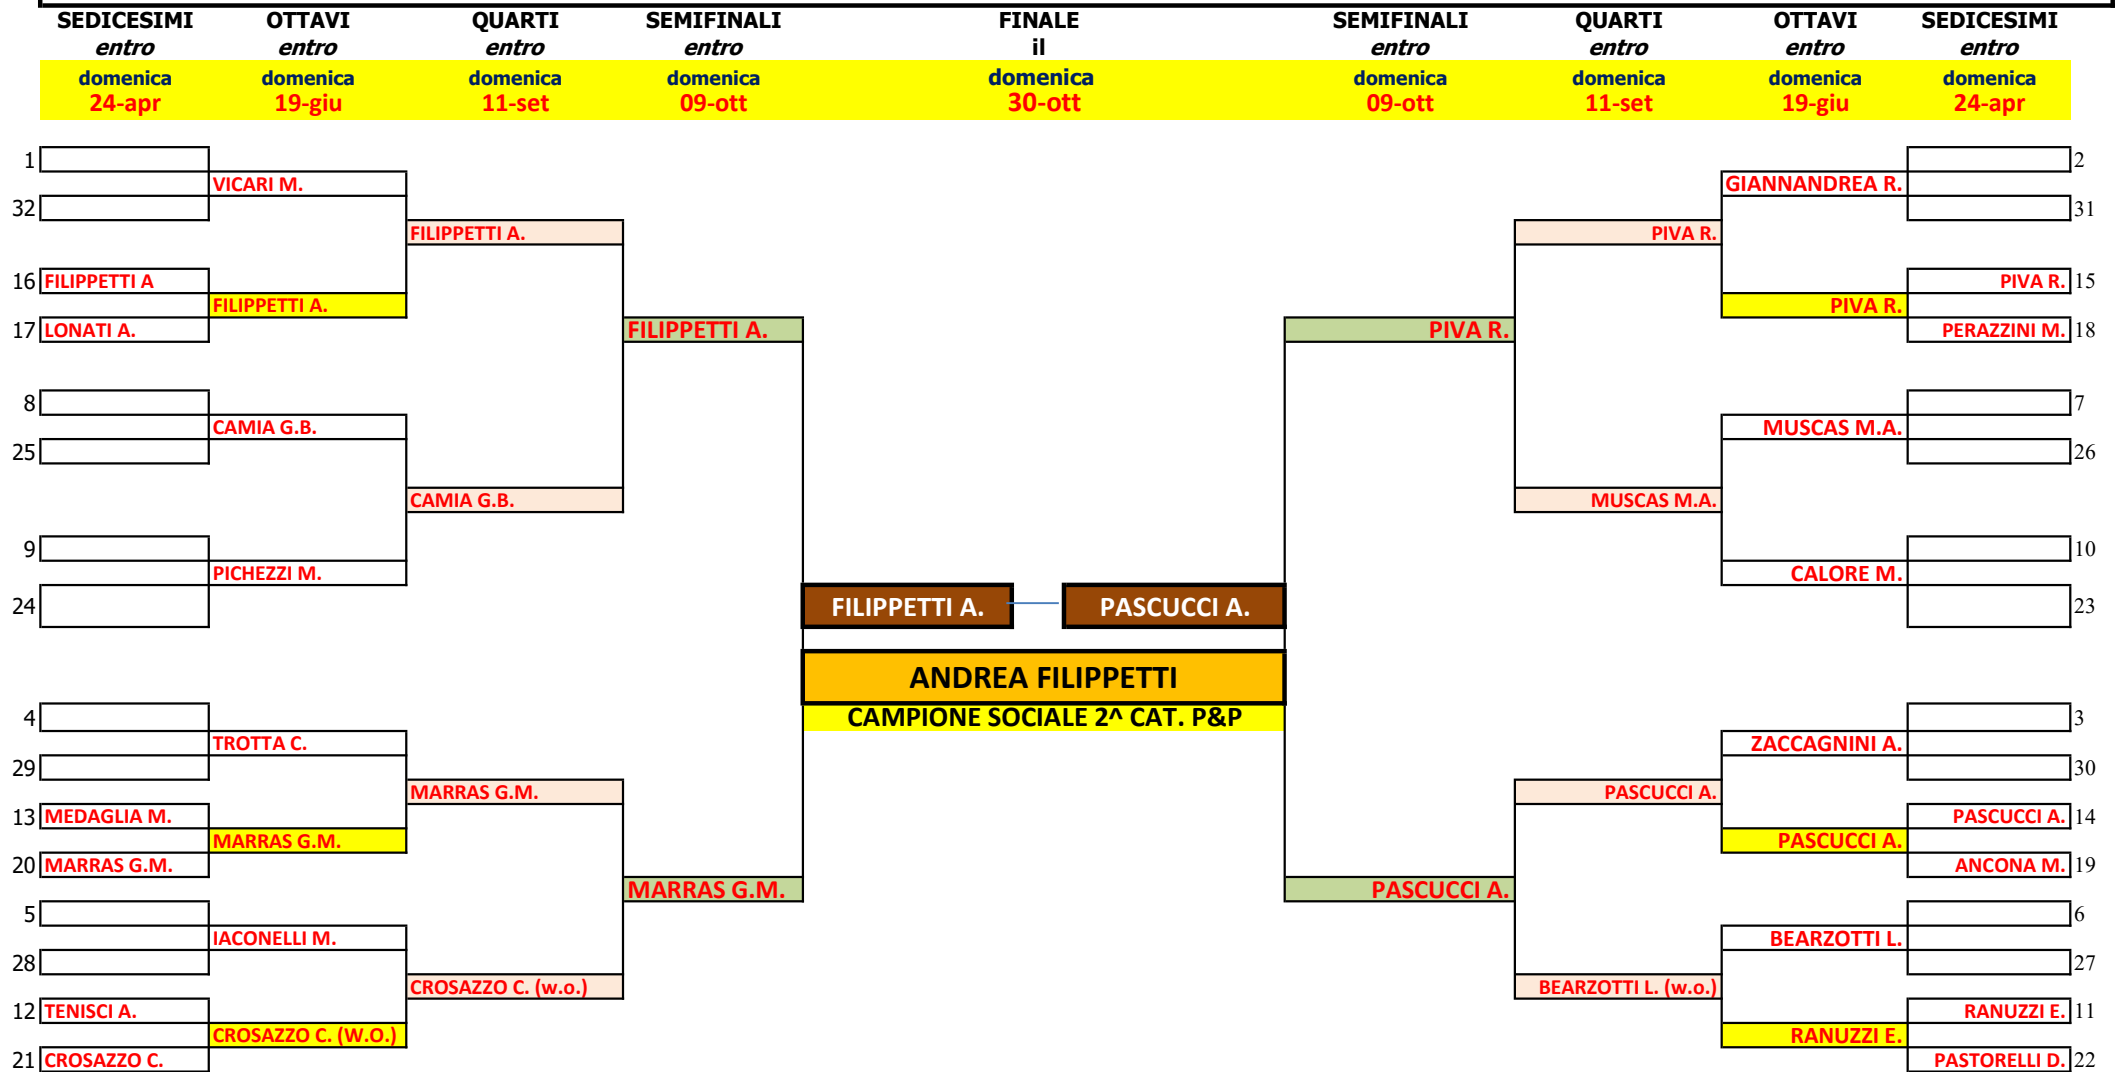 SEDICESIMI OTTAVI QUARTI SEMIFINALI FINALE SEMIFINALI QUARTI OTTAVI SEDICESIMI
entro entro entro entro il entro entro entro entro
domenica domenica domenica domenica domenica domenica domenica domenica domenica
24-apr 19-giu 11-set 09-ott 30-ott 09-ott 11-set 19-giu 24-apr
1 2
VICARI M. GIANNANDREA R.
32 31
FILIPPETTI A. PIVA R.
16 FILIPPETTI A PIVA R. 15
FILIPPETTI A. PIVA R.
17 LONATI A. FILIPPETTI A. PIVA R. PERAZZINI M. 18
8 7
CAMIA G.B. MUSCAS M.A.
25 26
CAMIA G.B. MUSCAS M.A.
9 10
PICHEZZI M. CALORE M.
24 FILIPPETTI A. PASCUCCI A. 23
ANDREA FILIPPETTI
4 CAMPIONE SOCIALE 2^ CAT. P&P 3
TROTTA C. ZACCAGNINI A.
29 30
MARRAS G.M. PASCUCCI A.
13 MEDAGLIA M. PASCUCCI A. 14
MARRAS G.M. PASCUCCI A.
20 MARRAS G.M. ANCONA M. 19
MARRAS G.M. PASCUCCI A.
5 6
IACONELLI M. BEARZOTTI L.
28 27
CROSAZZO C. (w.o.) BEARZOTTI L. (w.o.)
12 TENISCI A. RANUZZI E. 11
CROSAZZO C. (W.O.) RANUZZI E.
21 CROSAZZO C. PASTORELLI D. 22